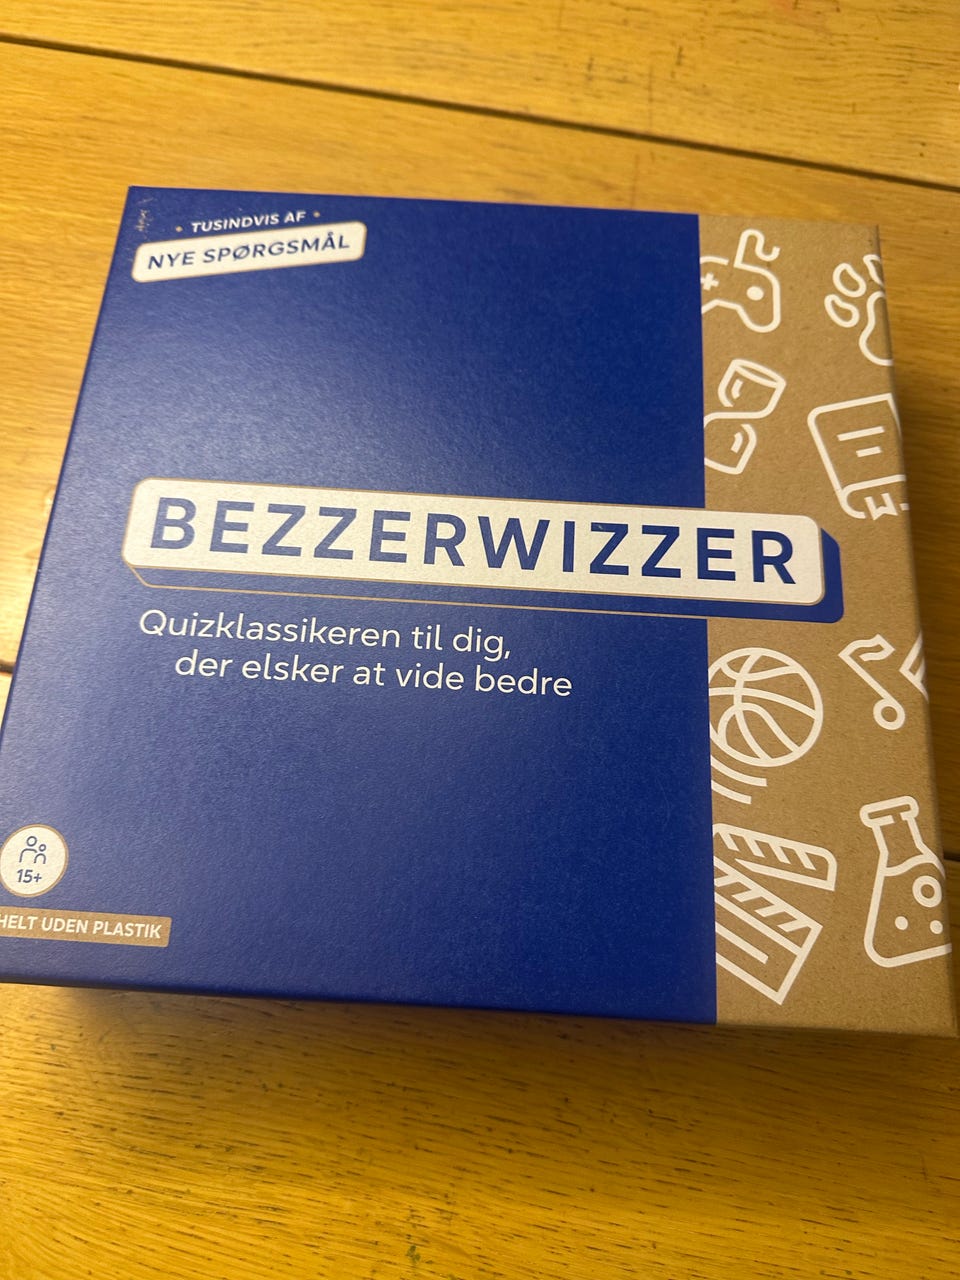 TUSINDVIS AF
NYE SPØRGSMÅL
BEZZERWIZZER
Quizklassikeren til dig,
der elsker at vide bedre
15+
HELT UDEN PLASTIK